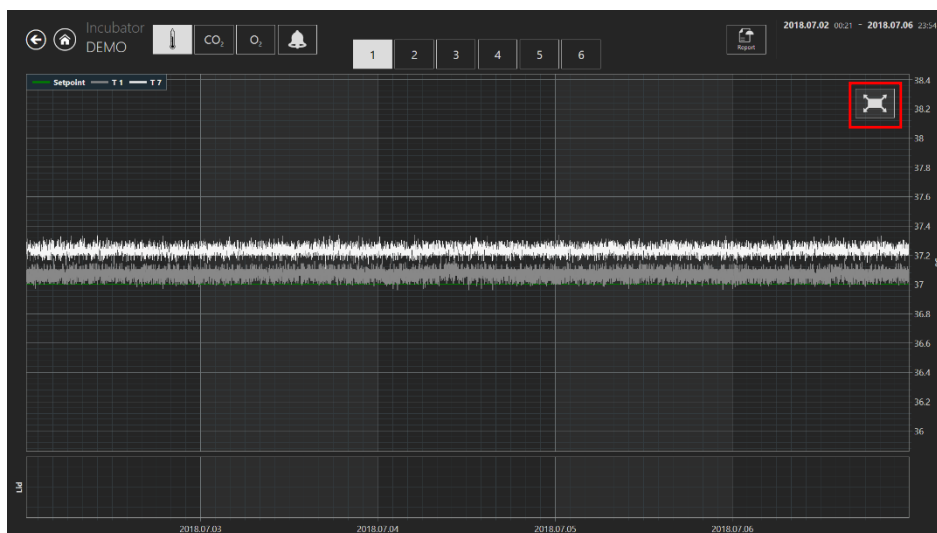 Incubator
DEMO
CO₂
O₂
1 2 3 4 5 6
Report
2018.07.02 00:21 - 2018.07.06 23:54
Setpoint T 1 T 7
38.4
38.2
38
37.8
37.6
37.4
37.2
37
36.8
36.6
36.4
36.2
36
Lid
2018.07.03 2018.07.04 2018.07.05 2018.07.06